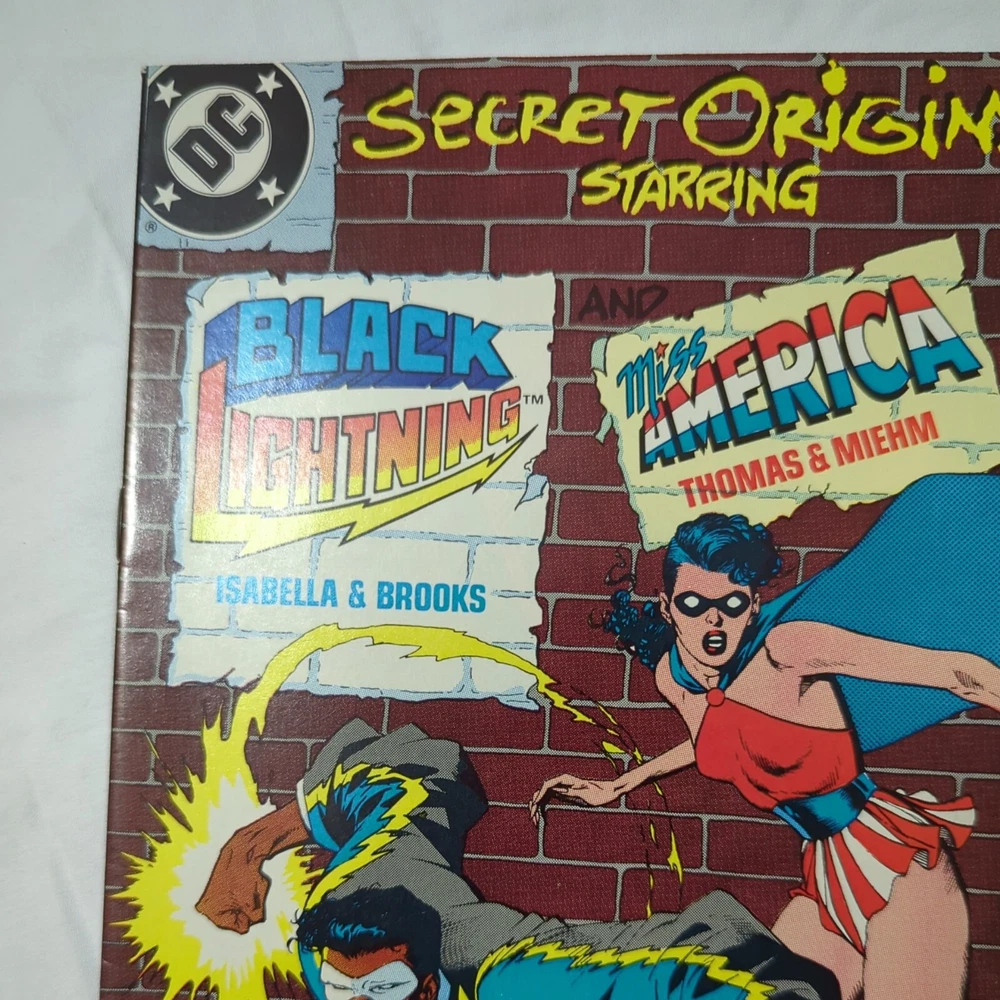 DC
®
SECRET ORIGINS
STARRING
BLACK
LIGHTNING™
ISABELLA & BROOKS
AND..
Miss
AMERICA
THOMAS & MIEHM